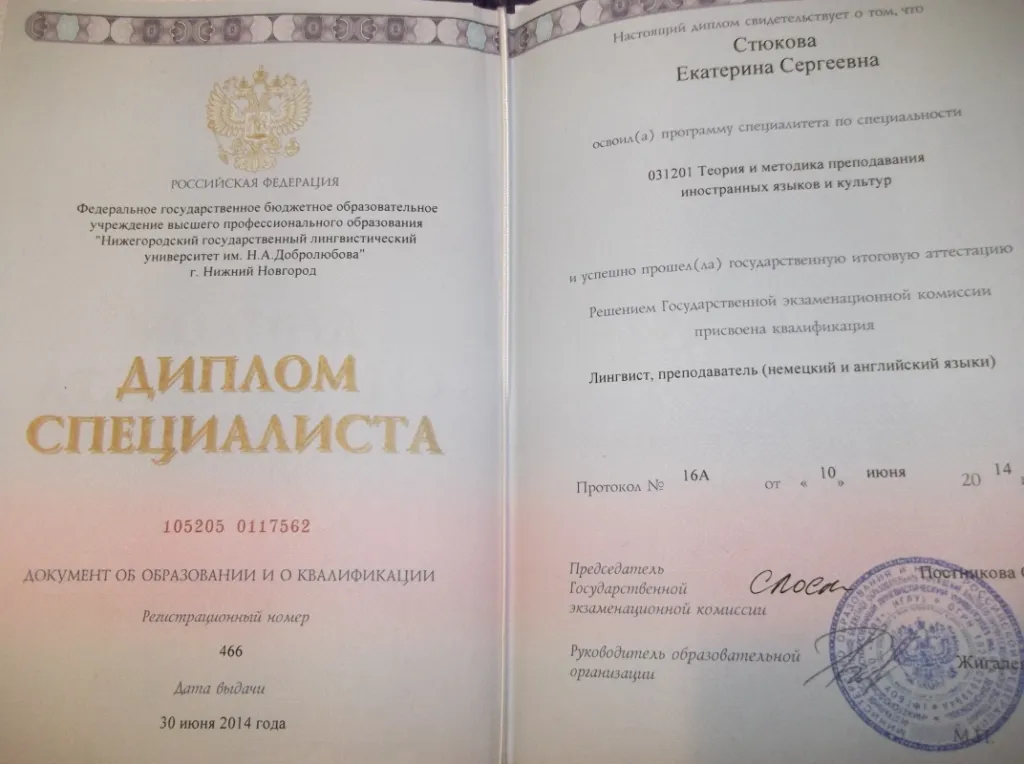 РОССИЙСКАЯ ФЕДЕРАЦИЯ
Федеральное государственное бюджетное образовательное
учреждение высшего профессионального образования
"Нижегородский государственный лингвистический
университет им. Н.А.Добролюбова"
г. Нижний Новгород
ДИПЛОМ
СПЕЦИАЛИСТА
105205 0117562
ДОКУМЕНТ ОБ ОБРАЗОВАНИИ И О КВАЛИФИКАЦИИ
Регистрационный номер
466
Дата выдачи
30 июня 2014 года
Настоящий диплом свидетельствует о том, что
Стюкова
Екатерина Сергеевна
освоил(а) программу специалитета по специальности
031201 Теория и методика преподавания
иностранных языков и культур
и успешно прошел(ла) государственную итоговую аттестацию
Решением Государственной экзаменационной комиссии
присвоена квалификация
Лингвист, преподаватель (немецкий и английский языки)
Протокол № 16А от « 10 » июня 20 14
Председатель
Государственной
экзаменационной комиссии
Постникова С
Руководитель образовательной
организации
Жигалев
М.П.